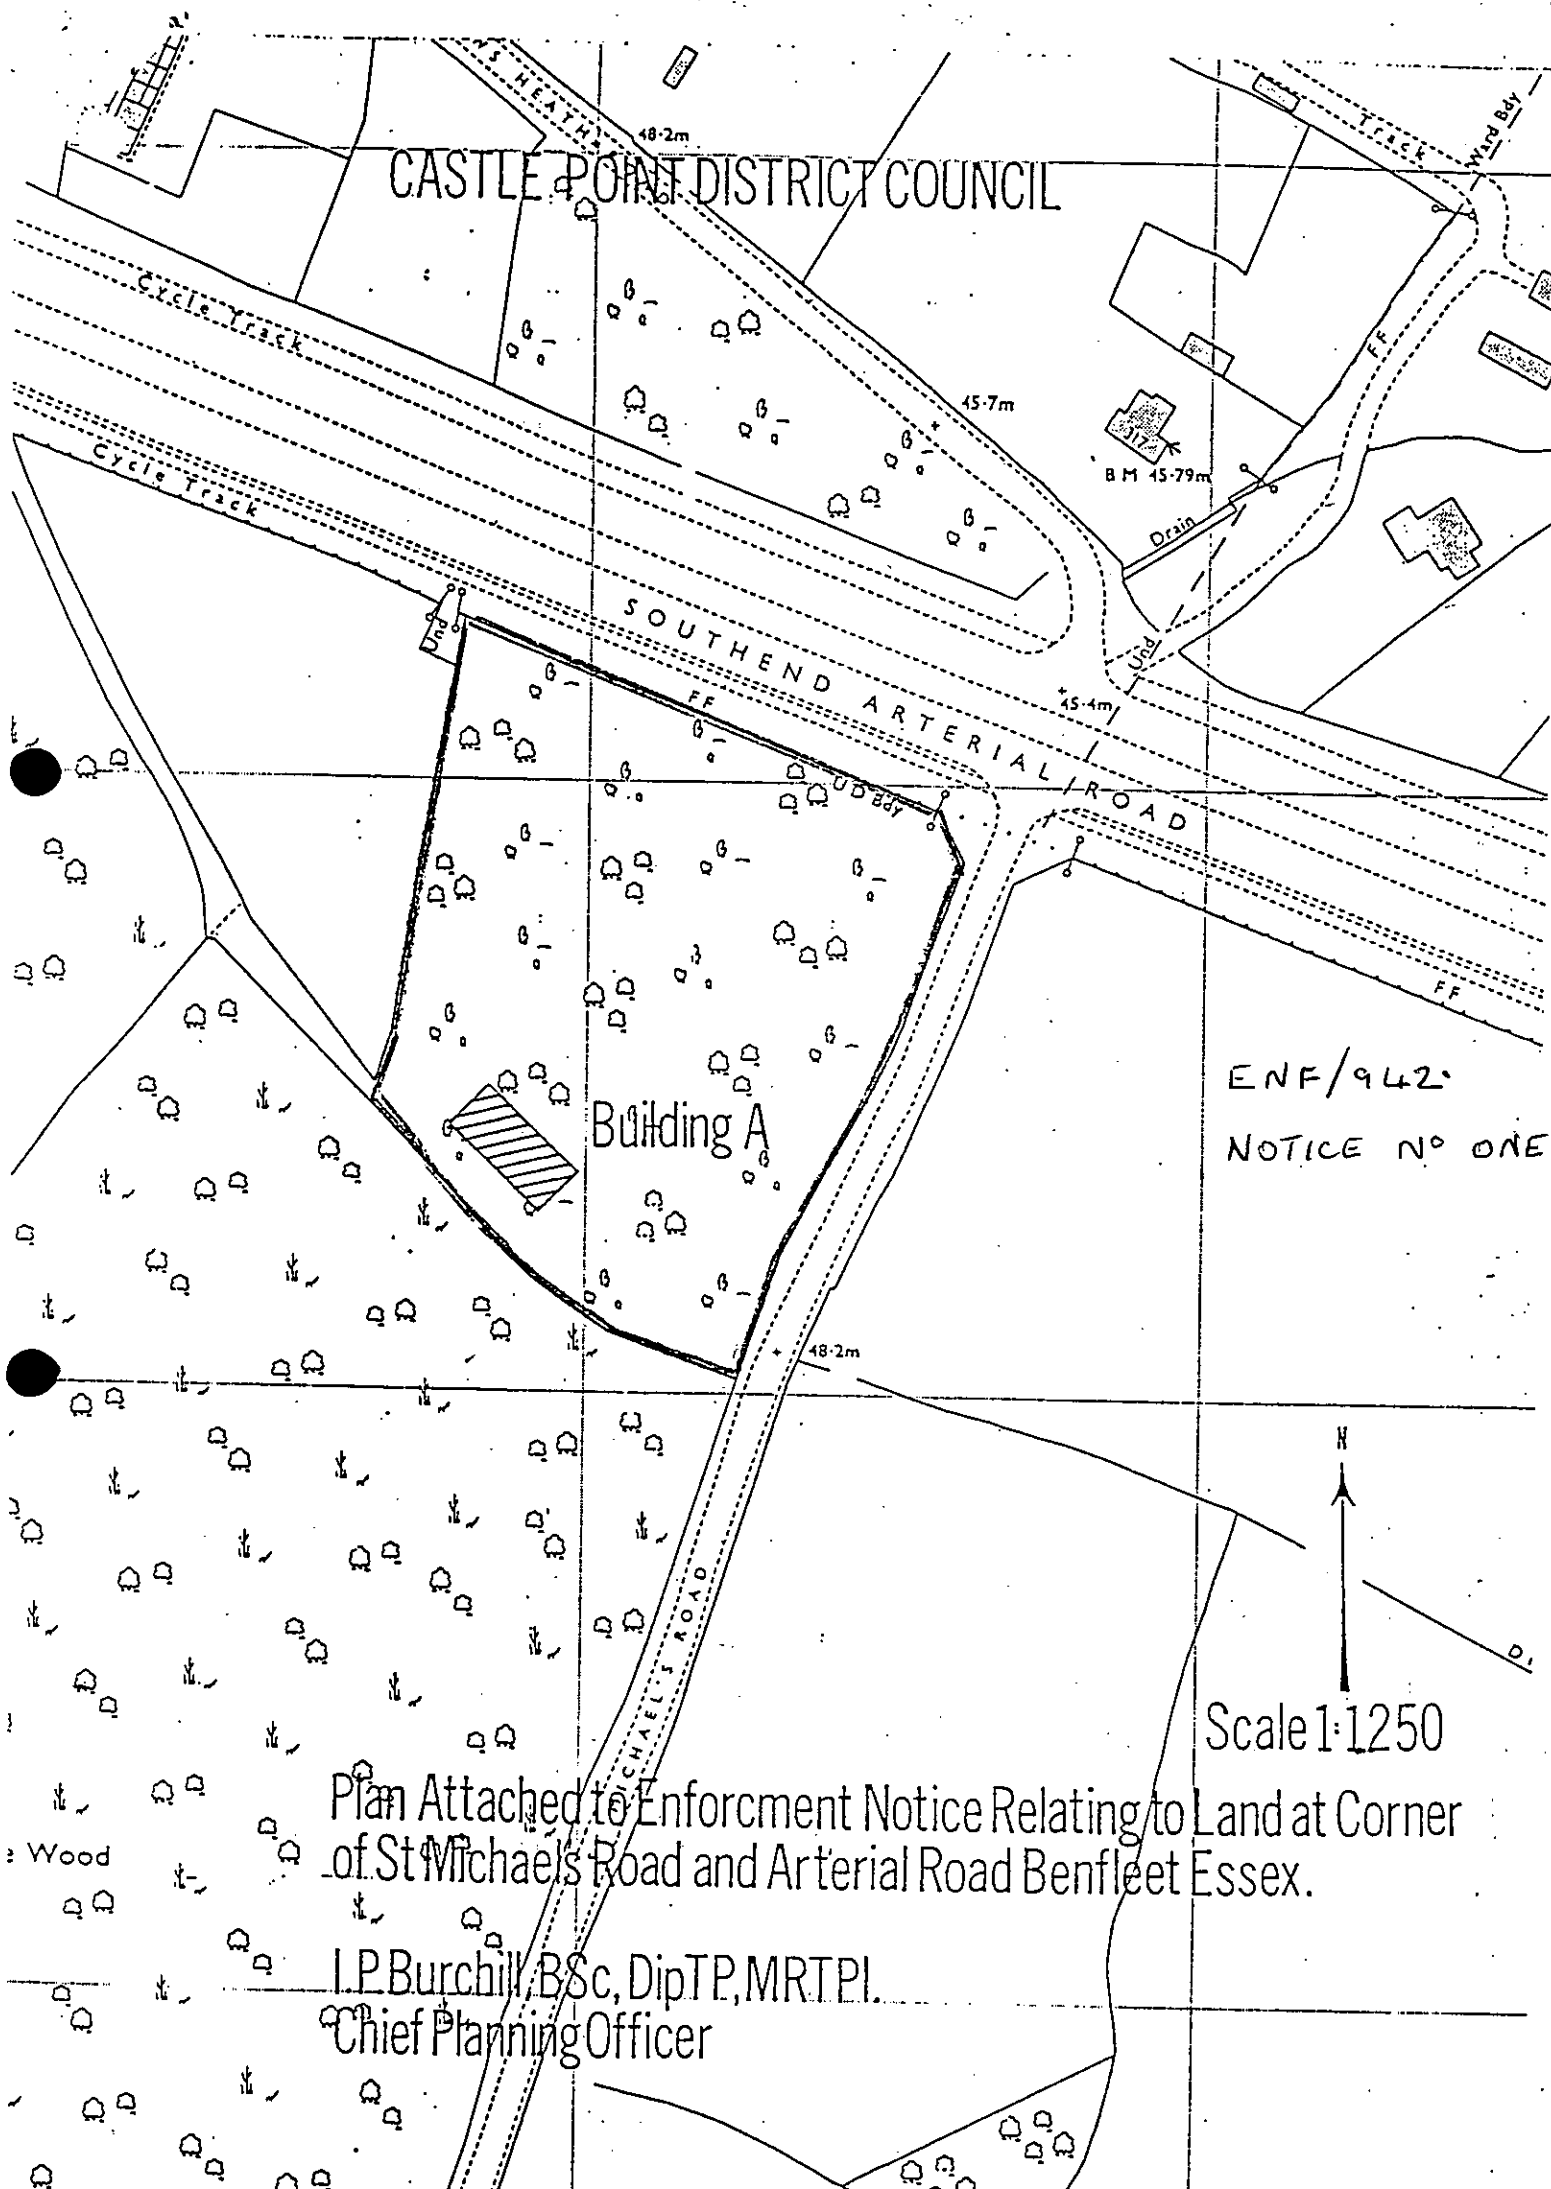 HEATH
48·2m
CASTLE POINT DISTRICT COUNCIL
Track
Ward Bdy
Cycle Track
FF
45·7m
BM 45·79m
Cycle Track
Drain
Und
SOUTHEND ARTERIAL ROAD
Und
45·4m
FF
UD Bdy
FF
ENF/942.
NOTICE Nº ONE
Building A
48·2m
N
MICHAEL'S ROAD
Scale 1:1250
Plan Attached to Enforcment Notice Relating to Land at Corner
of St Michaels Road and Arterial Road Benfleet Essex.
Wood
I.P.Burchill BSc, DipTP, MRTPI.
Chief Planning Officer